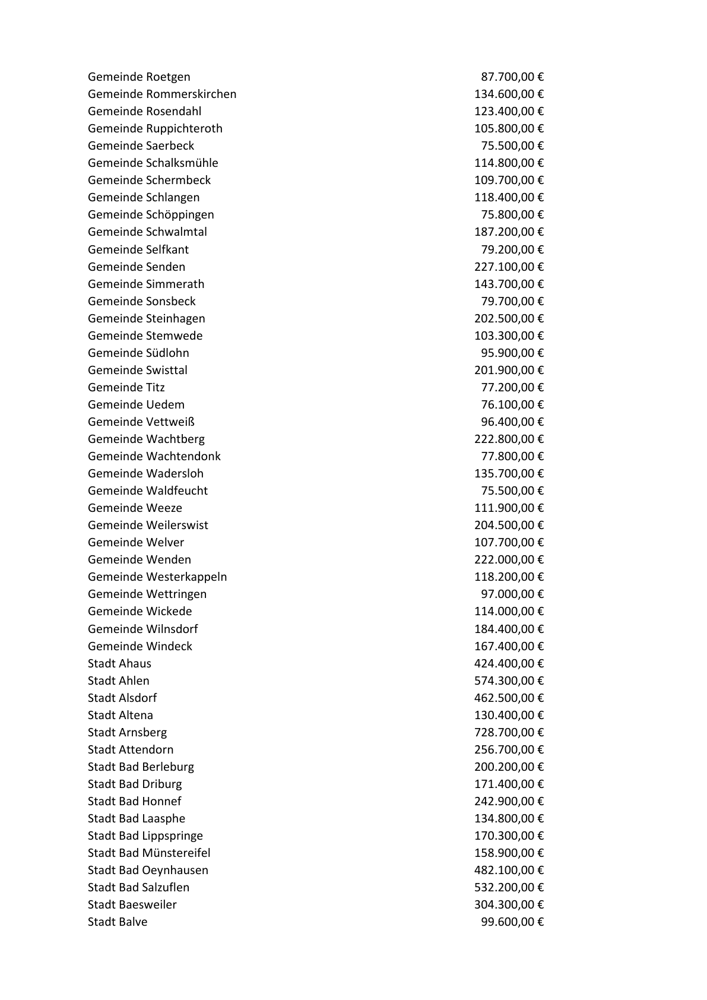 Gemeinde Roetgen 87.700,00 €
Gemeinde Rommerskirchen 134.600,00 €
Gemeinde Rosendahl 123.400,00 €
Gemeinde Ruppichteroth 105.800,00 €
Gemeinde Saerbeck 75.500,00 €
Gemeinde Schalksmühle 114.800,00 €
Gemeinde Schermbeck 109.700,00 €
Gemeinde Schlangen 118.400,00 €
Gemeinde Schöppingen 75.800,00 €
Gemeinde Schwalmtal 187.200,00 €
Gemeinde Selfkant 79.200,00 €
Gemeinde Senden 227.100,00 €
Gemeinde Simmerath 143.700,00 €
Gemeinde Sonsbeck 79.700,00 €
Gemeinde Steinhagen 202.500,00 €
Gemeinde Stemwede 103.300,00 €
Gemeinde Südlohn 95.900,00 €
Gemeinde Swisttal 201.900,00 €
Gemeinde Titz 77.200,00 €
Gemeinde Uedem 76.100,00 €
Gemeinde Vettweiß 96.400,00 €
Gemeinde Wachtberg 222.800,00 €
Gemeinde Wachtendonk 77.800,00 €
Gemeinde Wadersloh 135.700,00 €
Gemeinde Waldfeucht 75.500,00 €
Gemeinde Weeze 111.900,00 €
Gemeinde Weilerswist 204.500,00 €
Gemeinde Welver 107.700,00 €
Gemeinde Wenden 222.000,00 €
Gemeinde Westerkappeln 118.200,00 €
Gemeinde Wettringen 97.000,00 €
Gemeinde Wickede 114.000,00 €
Gemeinde Wilnsdorf 184.400,00 €
Gemeinde Windeck 167.400,00 €
Stadt Ahaus 424.400,00 €
Stadt Ahlen 574.300,00 €
Stadt Alsdorf 462.500,00 €
Stadt Altena 130.400,00 €
Stadt Arnsberg 728.700,00 €
Stadt Attendorn 256.700,00 €
Stadt Bad Berleburg 200.200,00 €
Stadt Bad Driburg 171.400,00 €
Stadt Bad Honnef 242.900,00 €
Stadt Bad Laasphe 134.800,00 €
Stadt Bad Lippspringe 170.300,00 €
Stadt Bad Münstereifel 158.900,00 €
Stadt Bad Oeynhausen 482.100,00 €
Stadt Bad Salzuflen 532.200,00 €
Stadt Baesweiler 304.300,00 €
Stadt Balve 99.600,00 €